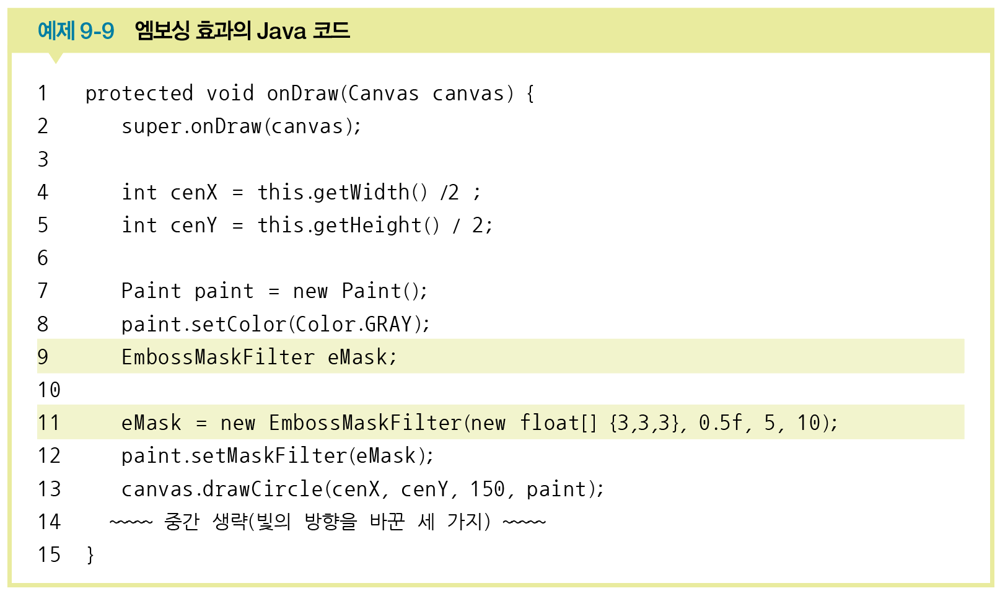 예제 9-9 엠보싱 효과의 Java 코드
1 protected void onDraw(Canvas canvas) {
2 super.onDraw(canvas);
3
4 int cenX = this.getWidth() /2 ;
5 int cenY = this.getHeight() / 2;
6
7 Paint paint = new Paint();
8 paint.setColor(Color.GRAY);
9 EmbossMaskFilter eMask;
10
11 eMask = new EmbossMaskFilter(new float[] {3,3,3}, 0.5f, 5, 10);
12 paint.setMaskFilter(eMask);
13 canvas.drawCircle(cenX, cenY, 150, paint);
14 ~~~~~ 중간 생략(빛의 방향을 바꾼 세 가지) ~~~~~
15 }